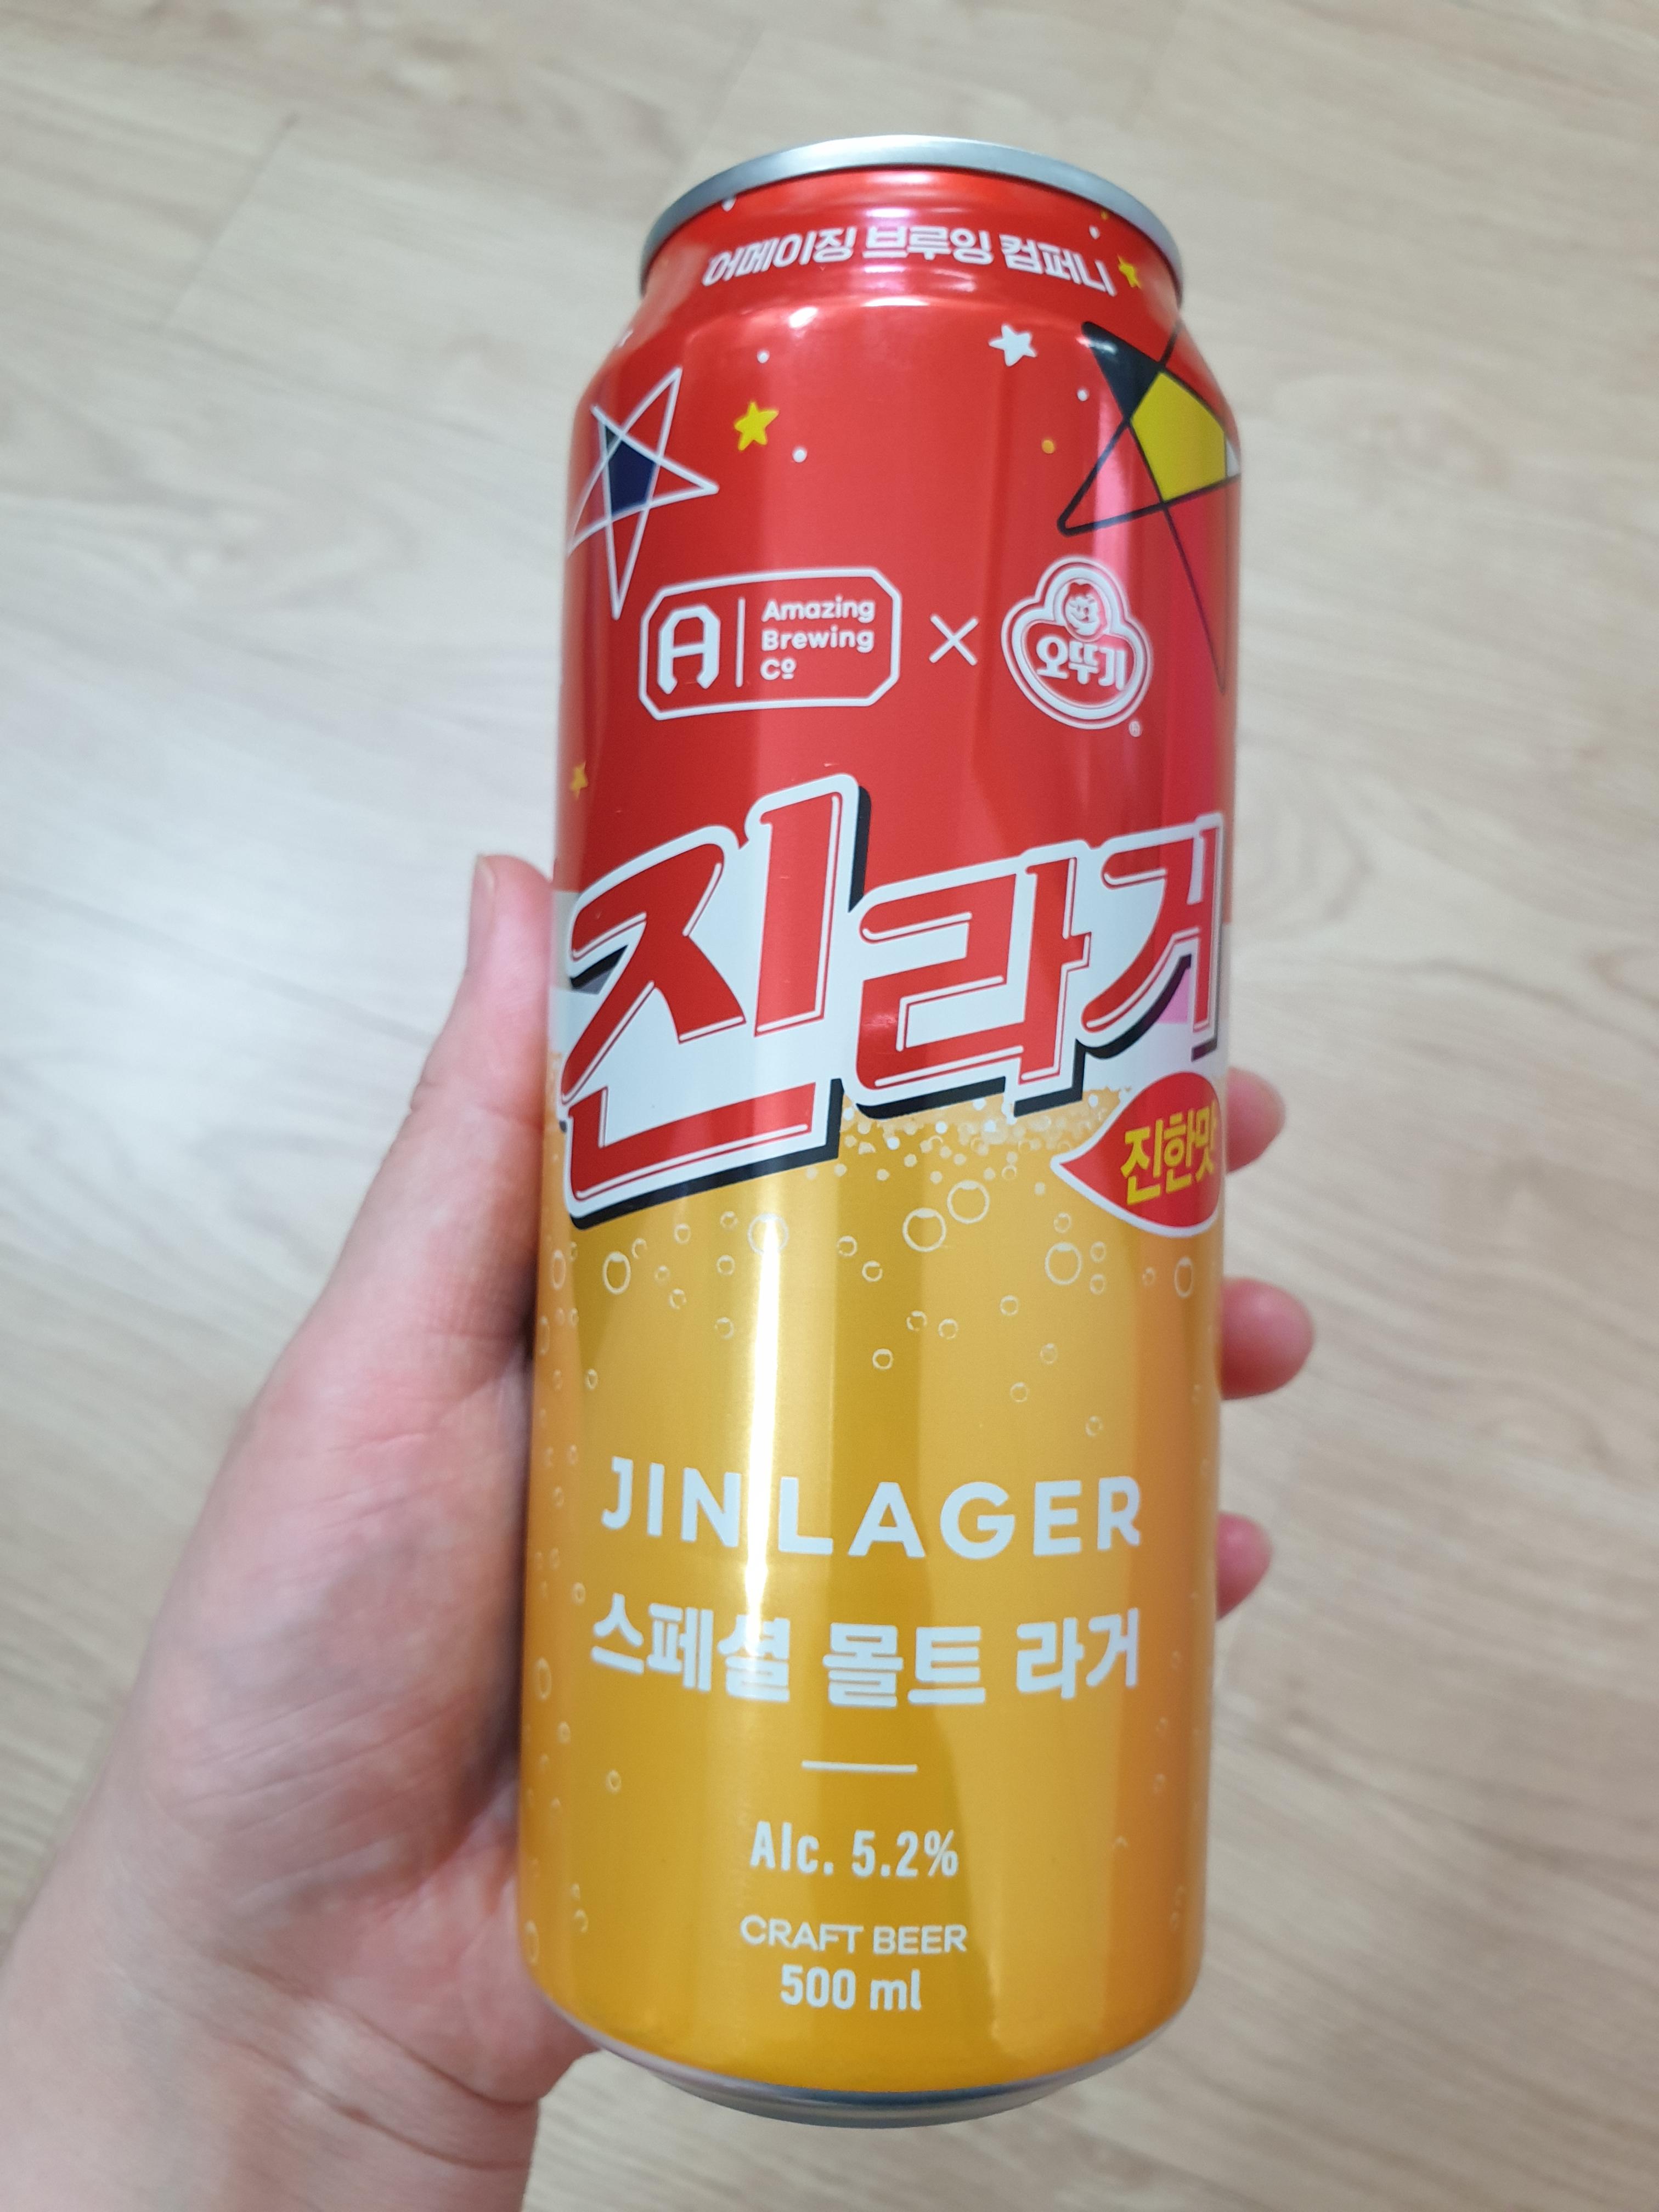 어메이징 브루잉 컴퍼니
A
Amazing
Brewing
Co
×
오뚜기
®
진라거
진한맛
JIN LAGER
스페셜 몰트 라거
Alc. 5.2%
CRAFT BEER
500 ml